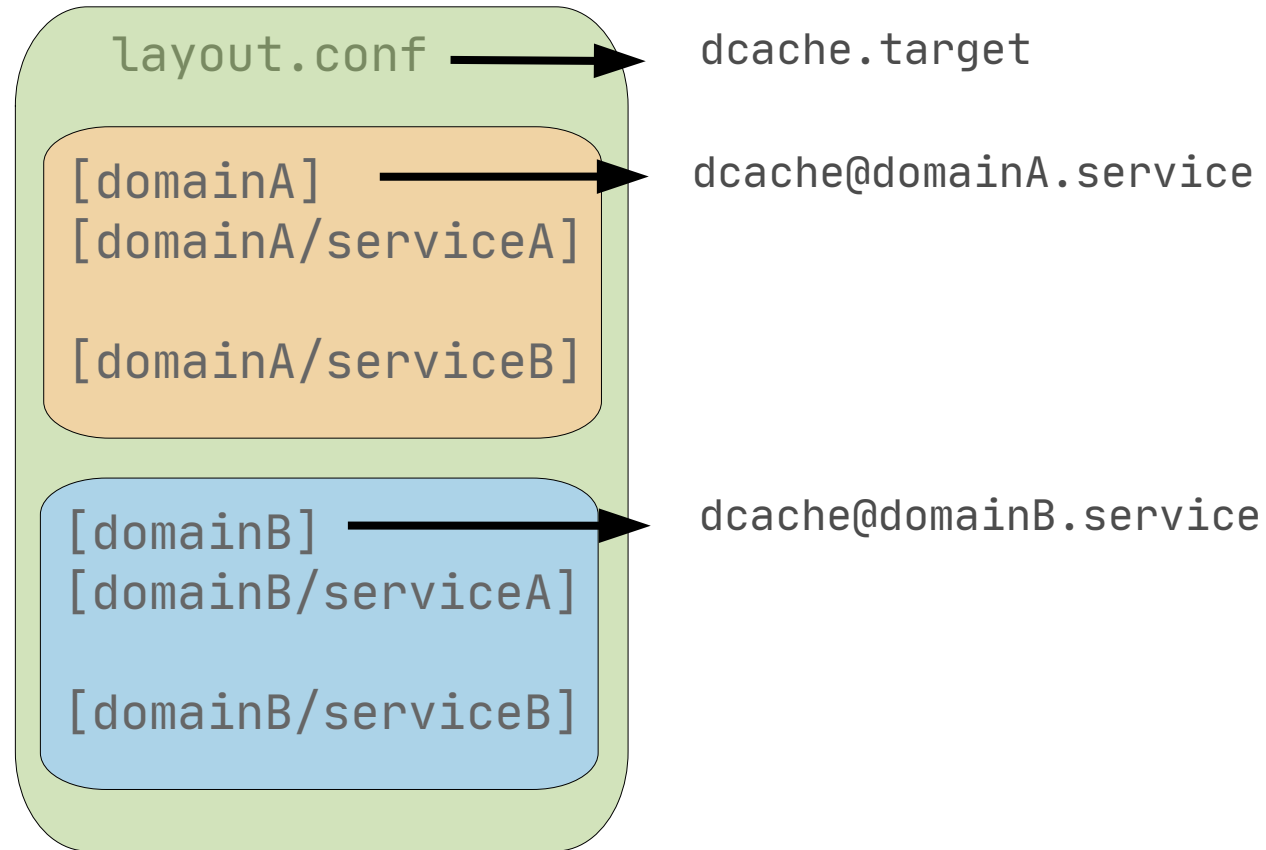 layout.conf
dcache.target
[domainA]
dcache@domainA.service
[domainA/serviceA]
[domainA/serviceB]
[domainB]
dcache@domainB.service
[domainB/serviceA]
[domainB/serviceB]